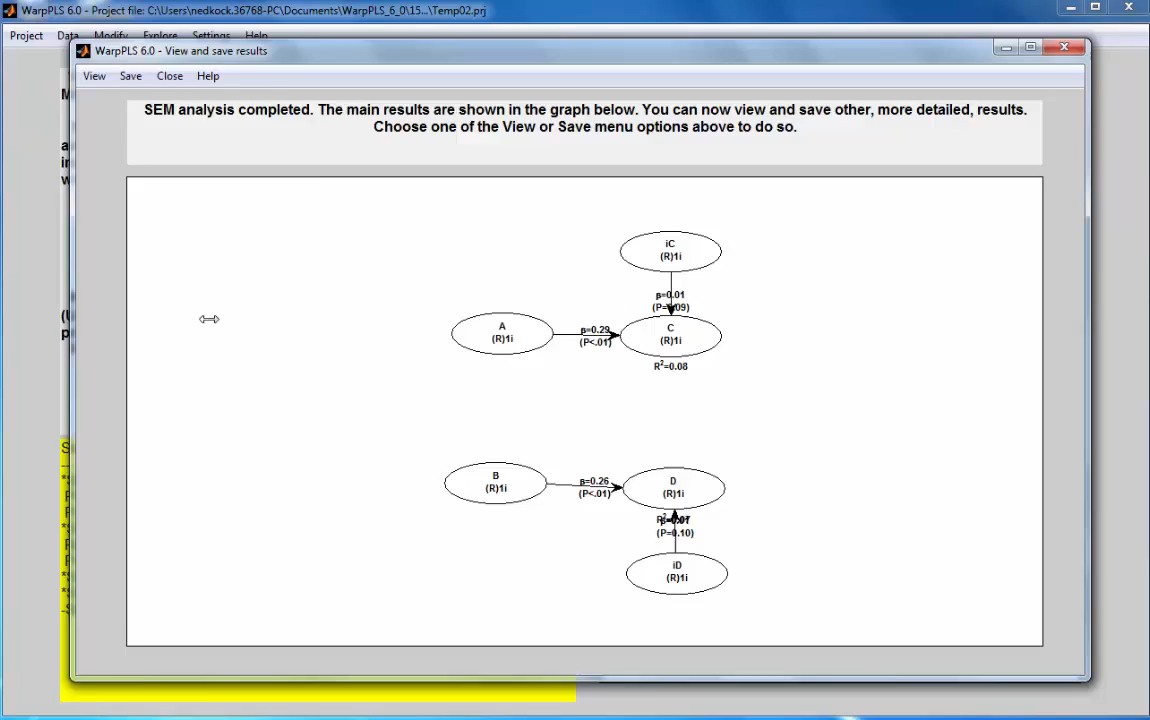 WarpPLS 6.0 - Project file: C:\Users\nedkock.36768-PC\Documents\WarpPLS_6_0\15...\Temp02.prj
Project Data Modify Explore Settings Help
WarpPLS 6.0 - View and save results
View Save Close Help
SEM analysis completed. The main results are shown in the graph below. You can now view and save other, more detailed, results.
Choose one of the View or Save menu options above to do so.
iC
(R)1i
β=0.01
A
(R)1i
β=0.29
(P<.01)
C
(R)1i
R²=0.08
B
(R)1i
β=0.26
(P<.01)
D
(R)1i
(P=0.10)
iD
(R)1i